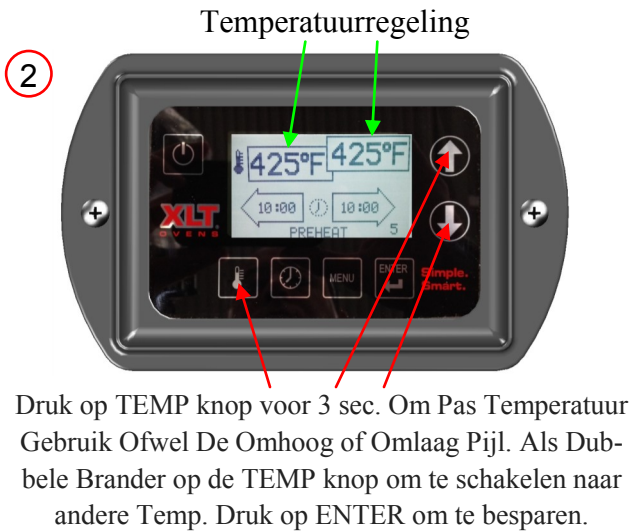 Temperatuurregeling
2
425°F 425°F
10:00 10:00
PREHEAT 5
XLT
OVENS
MENU
ENTER
Simple.
Smart.
Druk op TEMP knop voor 3 sec. Om Pas Temperatuur
Gebruik Ofwel De Omhoog of Omlaag Pijl. Als Dub-
bele Brander op de TEMP knop om te schakelen naar
andere Temp. Druk op ENTER om te besparen.